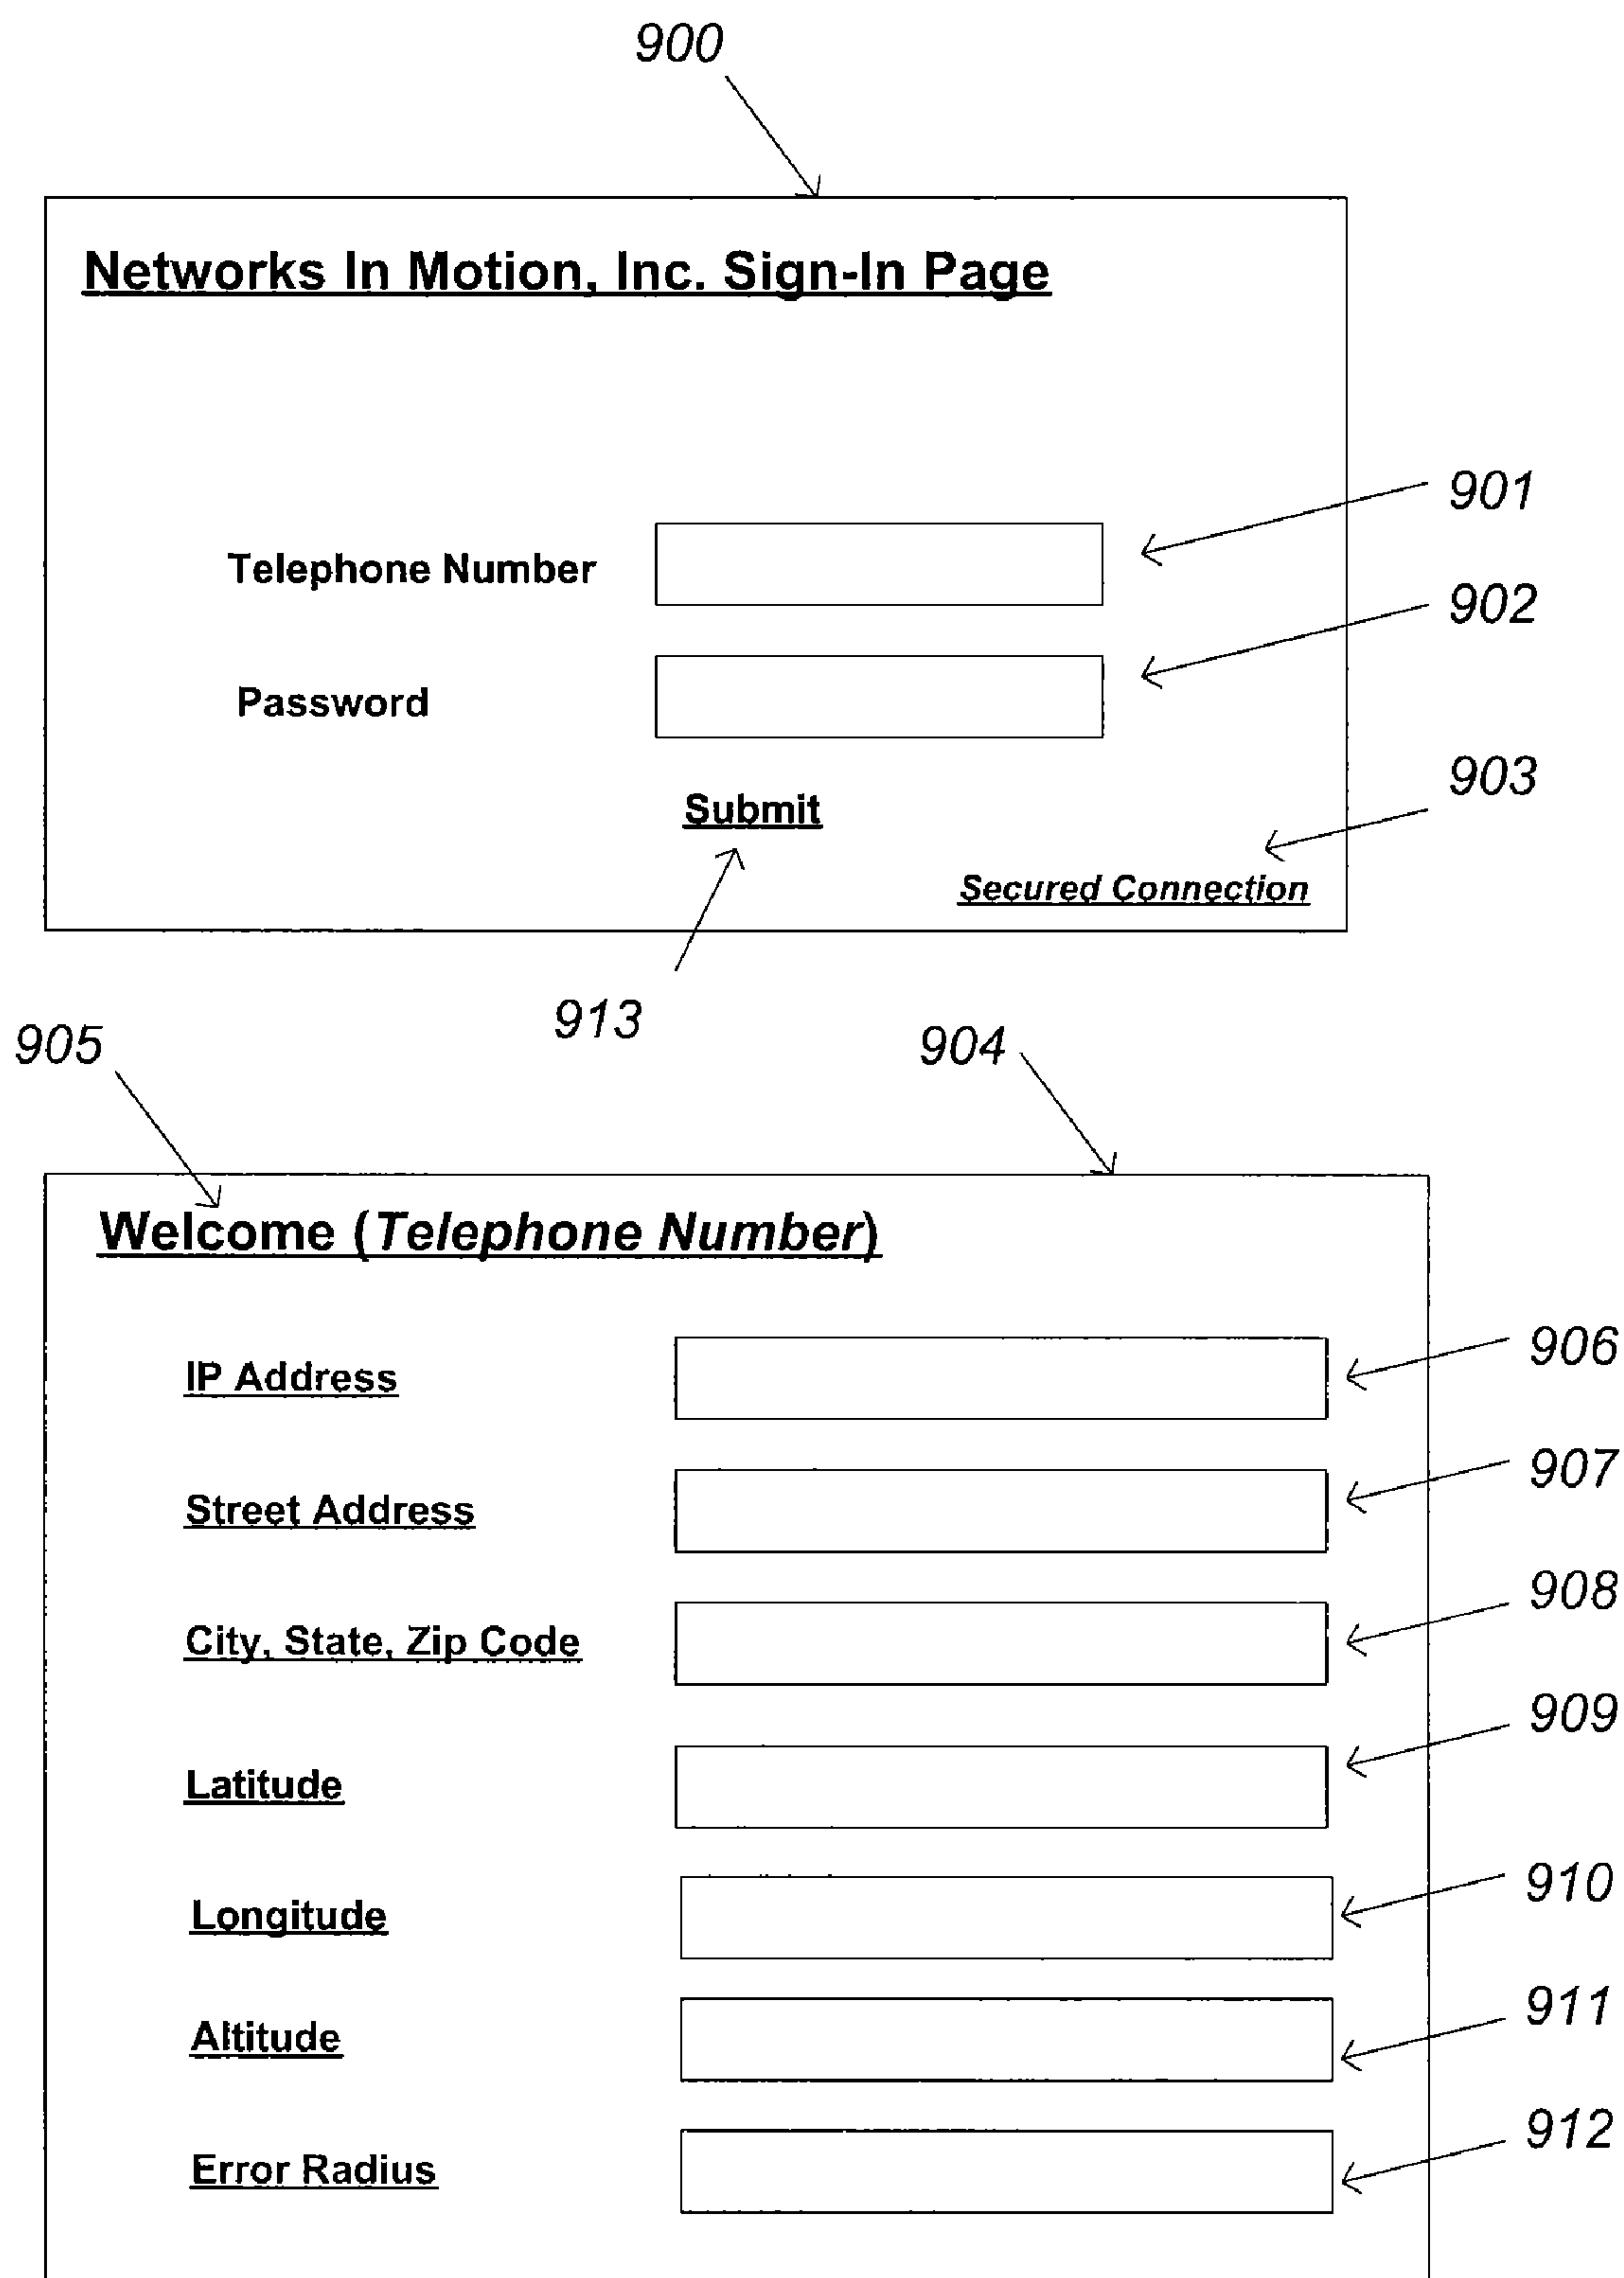 900
Networks In Motion, Inc. Sign-In Page
901
Telephone Number
902
Password
903
Submit
Secured Connection
913
905
904
Welcome (Telephone Number)
906
IP Address
907
Street Address
908
City, State, Zip Code
909
Latitude
910
Longitude
911
Altitude
912
Error Radius